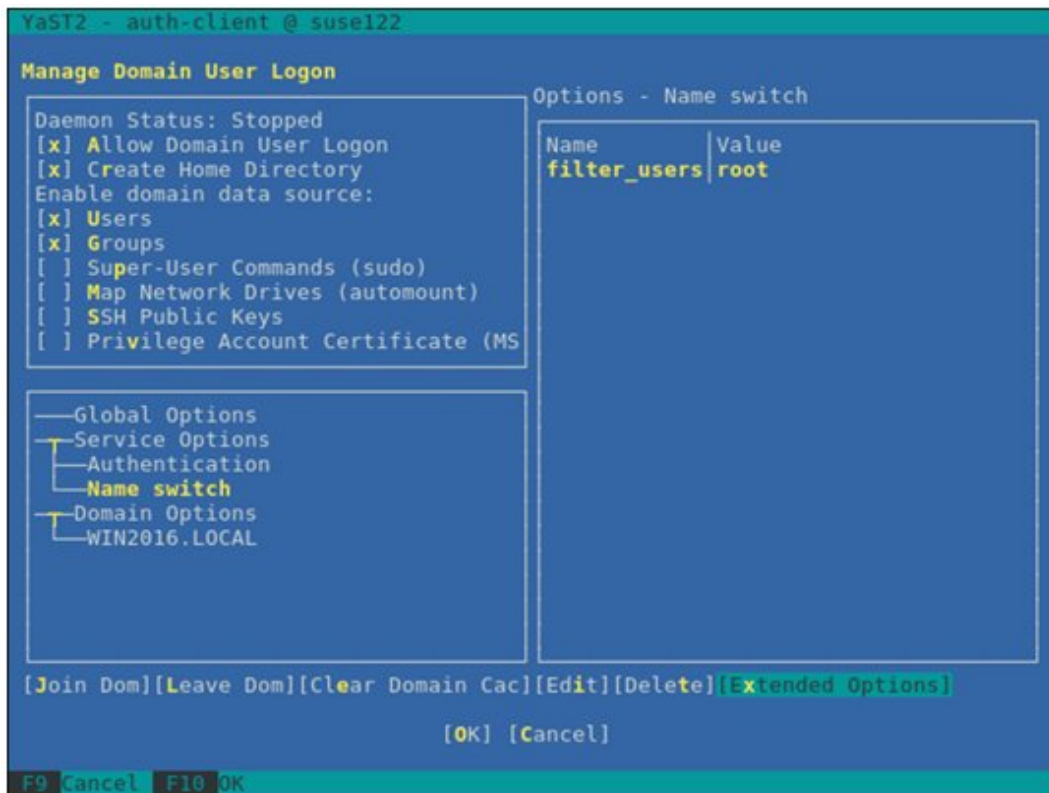 YaST2 - auth-client @ suse122
Manage Domain User Logon
Daemon Status: Stopped
[x] Allow Domain User Logon
[x] Create Home Directory
Enable domain data source:
[x] Users
[x] Groups
[ ] Super-User Commands (sudo)
[ ] Map Network Drives (automount)
[ ] SSH Public Keys
[ ] Privilege Account Certificate (MS
Global Options
Service Options
Authentication
Name switch
Domain Options
WIN2016.LOCAL
Options - Name switch
Name Value
filter_users root
[Join Dom][Leave Dom][Clear Domain Cac][Edit][Delete][Extended Options]
[OK] [Cancel]
F9 Cancel F10 OK